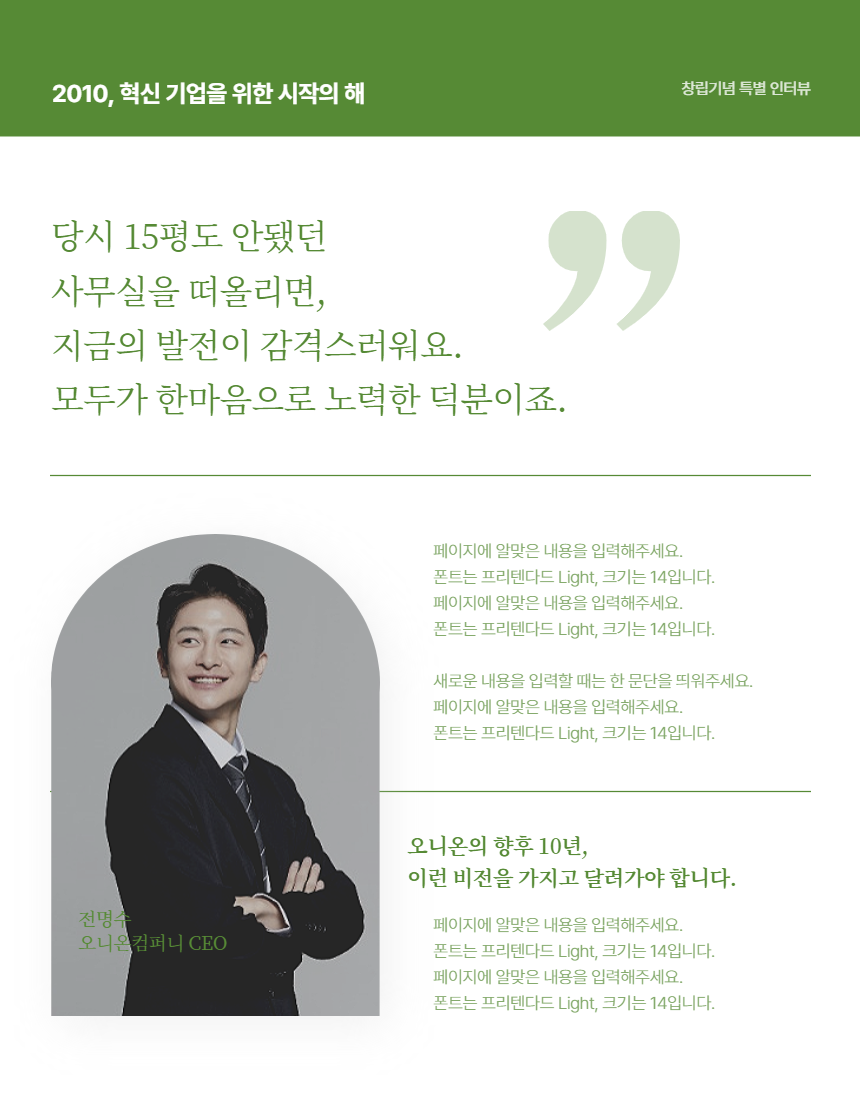 2010, 혁신 기업을 위한 시작의 해
창립기념 특별 인터뷰
당시 15평도 안됐던
사무실을 떠올리면,
지금의 발전이 감격스러워요.
모두가 한마음으로 노력한 덕분이죠.
”
페이지에 알맞은 내용을 입력해주세요.
폰트는 프리텐다드 Light, 크기는 14입니다.
페이지에 알맞은 내용을 입력해주세요.
폰트는 프리텐다드 Light, 크기는 14입니다.
새로운 내용을 입력할 때는 한 문단을 띄워주세요.
페이지에 알맞은 내용을 입력해주세요.
폰트는 프리텐다드 Light, 크기는 14입니다.
전명수
오니온컴퍼니 CEO
오니온의 향후 10년,
이런 비전을 가지고 달려가야 합니다.
페이지에 알맞은 내용을 입력해주세요.
폰트는 프리텐다드 Light, 크기는 14입니다.
페이지에 알맞은 내용을 입력해주세요.
폰트는 프리텐다드 Light, 크기는 14입니다.